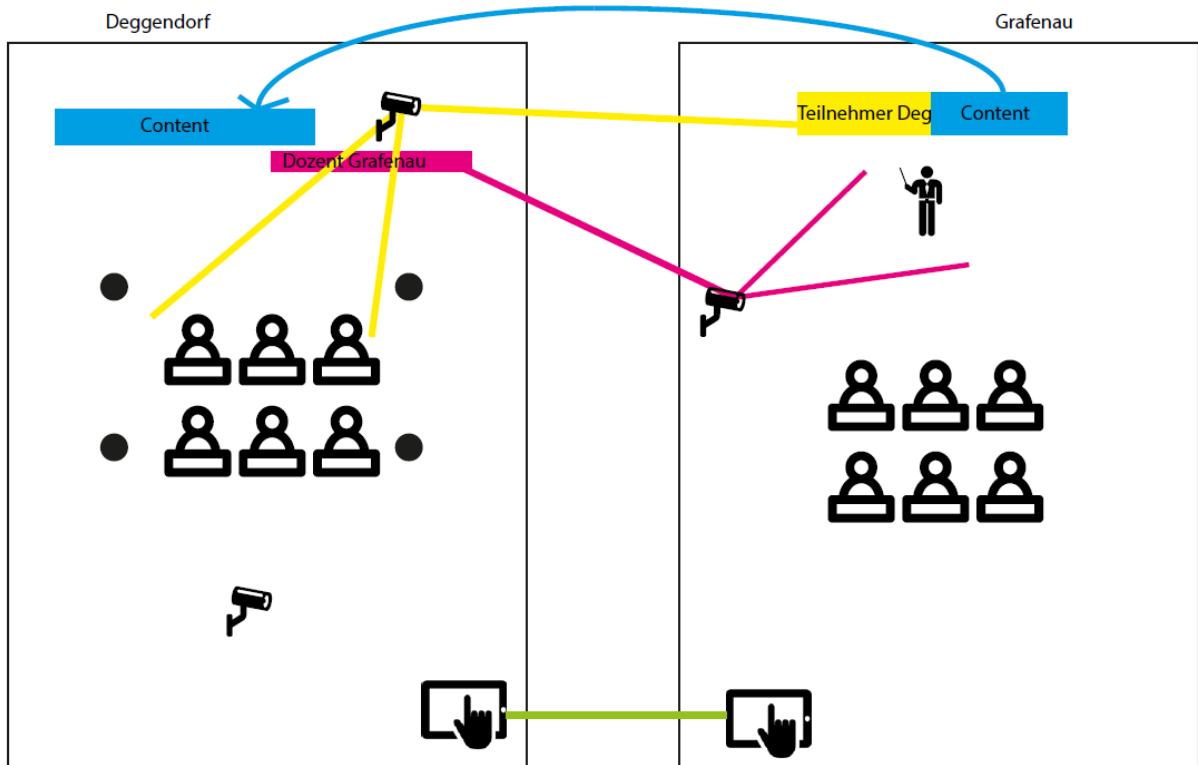 Deggendorf
Grafenau
Content
Teilnehmer Deg
Content
Dozent Grafenau